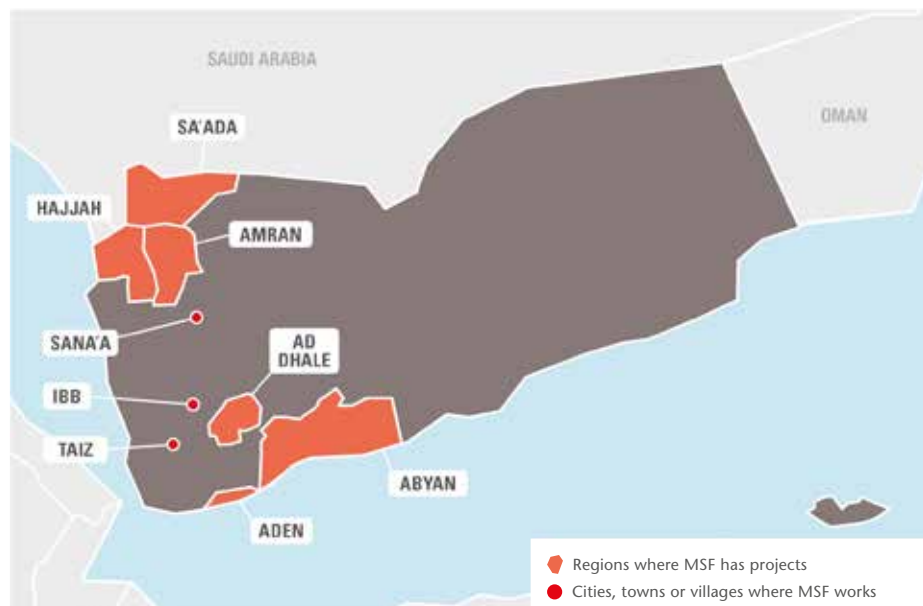 SAUDI ARABIA
OMAN
SA'ADA
HAJJAH
AMRAN
SANA'A
AD
DHALE
IBB
TAIZ
ABYAN
ADEN
Regions where MSF has projects
Cities, towns or villages where MSF works